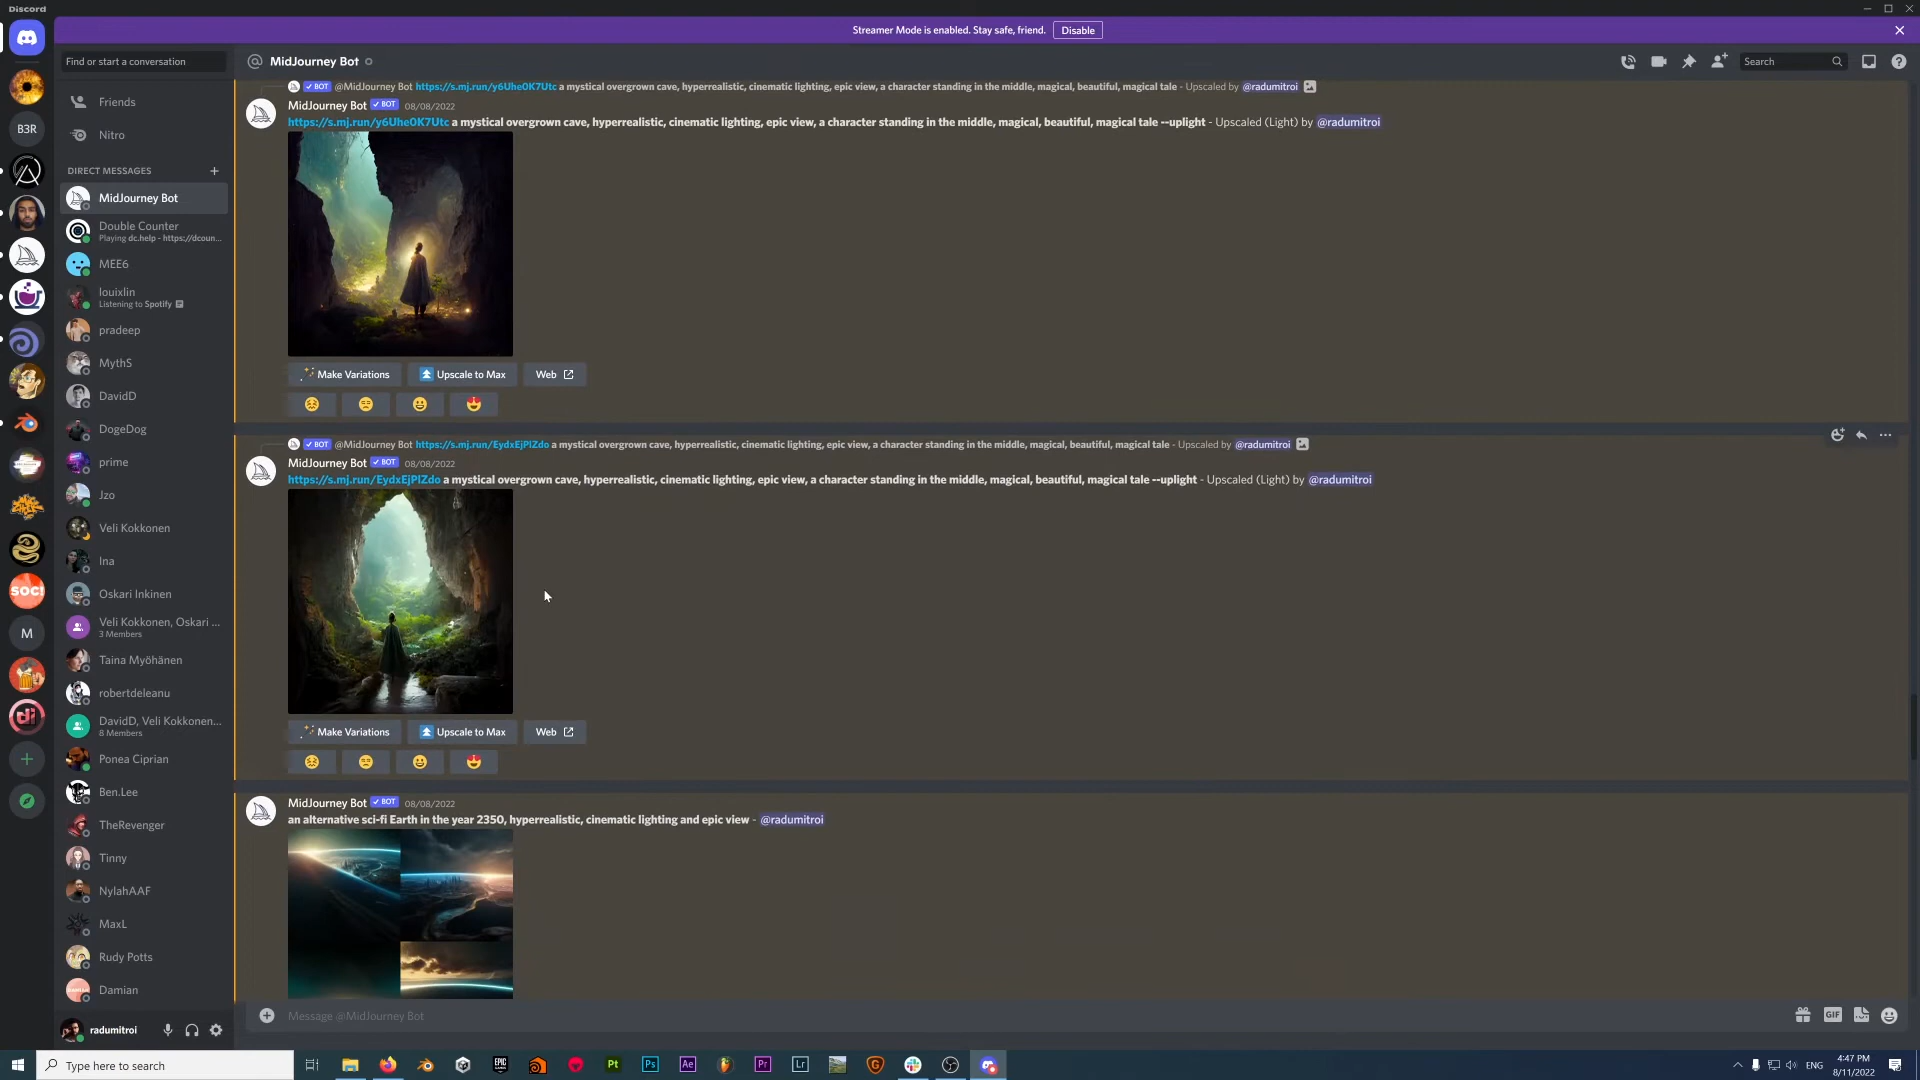 Discord
Streamer Mode is enabled. Stay safe, friend. Disable
Find or start a conversation
MidJourney Bot
Search
B3R
SOC!
M
Friends
Nitro
DIRECT MESSAGES
MidJourney Bot
Double Counter
Playing dc.help - https://dcoun...
MEE6
louixlin
Listening to Spotify
pradeep
MythS
DavidD
DogeDog
prime
Jzo
Veli Kokkonen
Ina
Oskari Inkinen
Veli Kokkonen, Oskari ...
3 Members
Taina Myöhänen
robertdeleanu
DavidD, Veli Kokkonen...
8 Members
Ponea Ciprian
Ben.Lee
TheRevenger
Tinny
NylahAAF
MaxL
Rudy Potts
Damian
radumitroi
BOT @MidJourney Bot https://s.mj.run/y6Uhe0K7Utc a mystical overgrown cave, hyperrealistic, cinematic lighting, epic view, a character standing in the middle, magical, beautiful, magical tale - Upscaled by @radumitroi
MidJourney Bot BOT 08/08/2022
https://s.mj.run/y6Uhe0K7Utc a mystical overgrown cave, hyperrealistic, cinematic lighting, epic view, a character standing in the middle, magical, beautiful, magical tale --uplight - Upscaled (Light) by @radumitroi
Make Variations Upscale to Max Web
BOT @MidJourney Bot https://s.mj.run/EydxEjPlZdo a mystical overgrown cave, hyperrealistic, cinematic lighting, epic view, a character standing in the middle, magical, beautiful, magical tale - Upscaled by @radumitroi
MidJourney Bot BOT 08/08/2022
https://s.mj.run/EydxEjPlZdo a mystical overgrown cave, hyperrealistic, cinematic lighting, epic view, a character standing in the middle, magical, beautiful, magical tale --uplight - Upscaled (Light) by @radumitroi
Make Variations Upscale to Max Web
MidJourney Bot BOT 08/08/2022
an alternative sci-fi Earth in the year 2350, hyperrealistic, cinematic lighting and epic view - @radumitroi
Message @MidJourney Bot
GIF
Type here to search
Pt
Ps
Ae
Pr
Lr
ENG
4:47 PM
8/11/2022